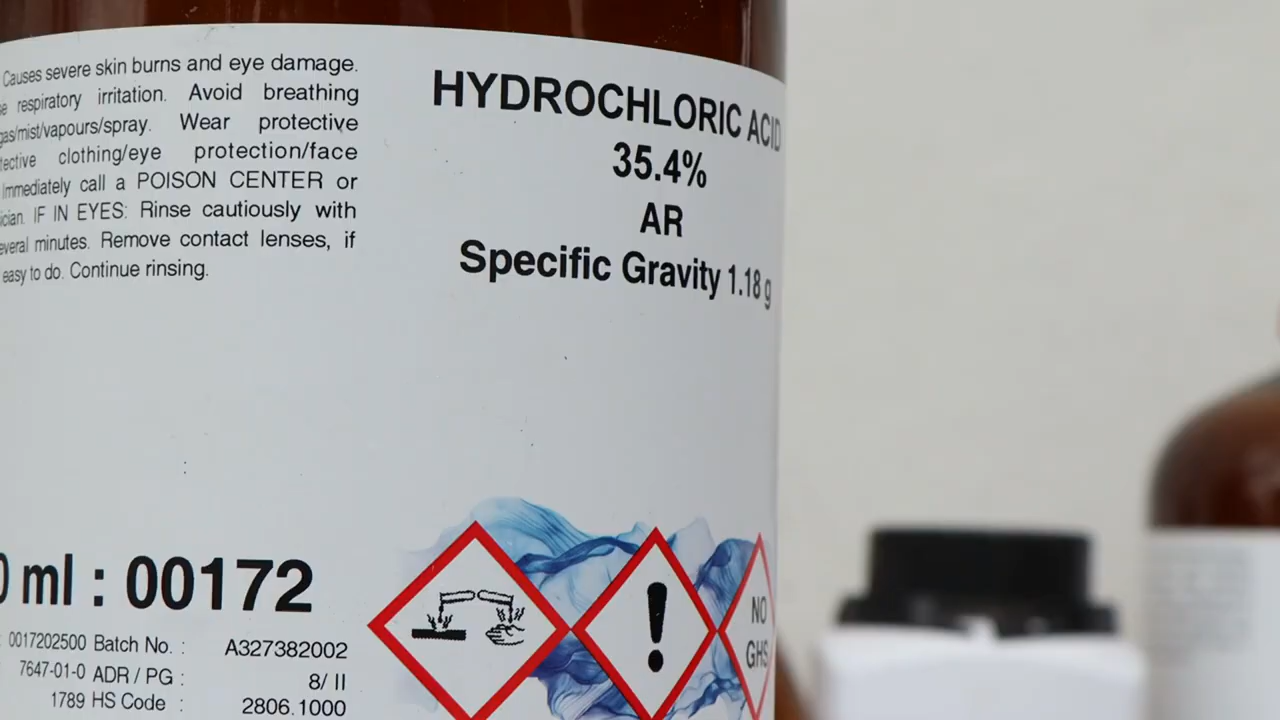 Causes severe skin burns and eye damage.
respiratory irritation. Avoid breathing
gas/mist/vapours/spray. Wear protective
clothing/eye protection/face
Immediately call a POISON CENTER or
IF IN EYES: Rinse cautiously with
several minutes. Remove contact lenses, if
easy to do. Continue rinsing.
HYDROCHLORIC ACID
35.4%
AR
Specific Gravity 1.18 g
0 ml : 00172
0017202500 Batch No. : A327382002
7647-01-0 ADR / PG : 8/ II
1789 HS Code : 2806.1000
NO
GHS